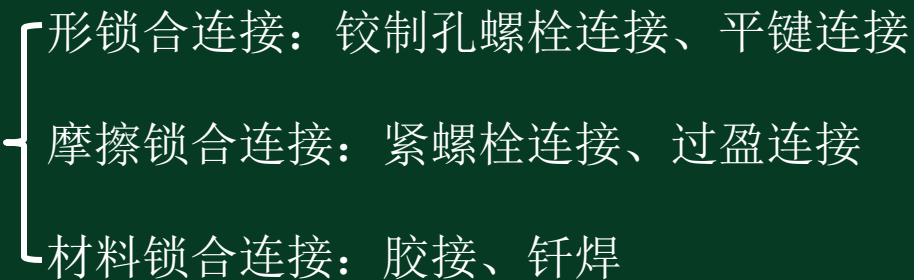 形锁合连接：铰制孔螺栓连接、平键连接
摩擦锁合连接：紧螺栓连接、过盈连接
材料锁合连接：胶接、钎焊